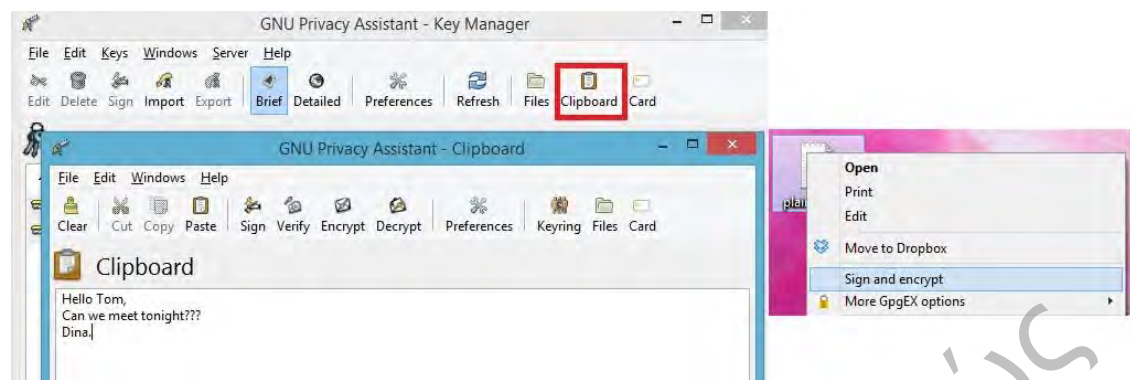 GNU Privacy Assistant - Key Manager
File Edit Keys Windows Server Help
Edit Delete Sign Import Export Brief Detailed Preferences Refresh Files Clipboard Card
GNU Privacy Assistant - Clipboard
File Edit Windows Help
Clear Cut Copy Paste Sign Verify Encrypt Decrypt Preferences Keyring Files Card
Clipboard
Hello Tom,
Can we meet tonight???
Dina.
Open
Print
Edit
Move to Dropbox
Sign and encrypt
More GpgEX options